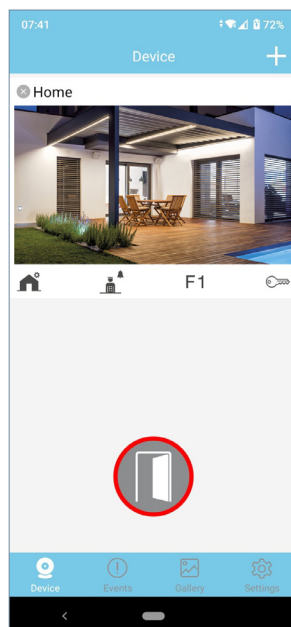 07:41
72%
Device
Home
F1
Device
Events
Gallery
Settings